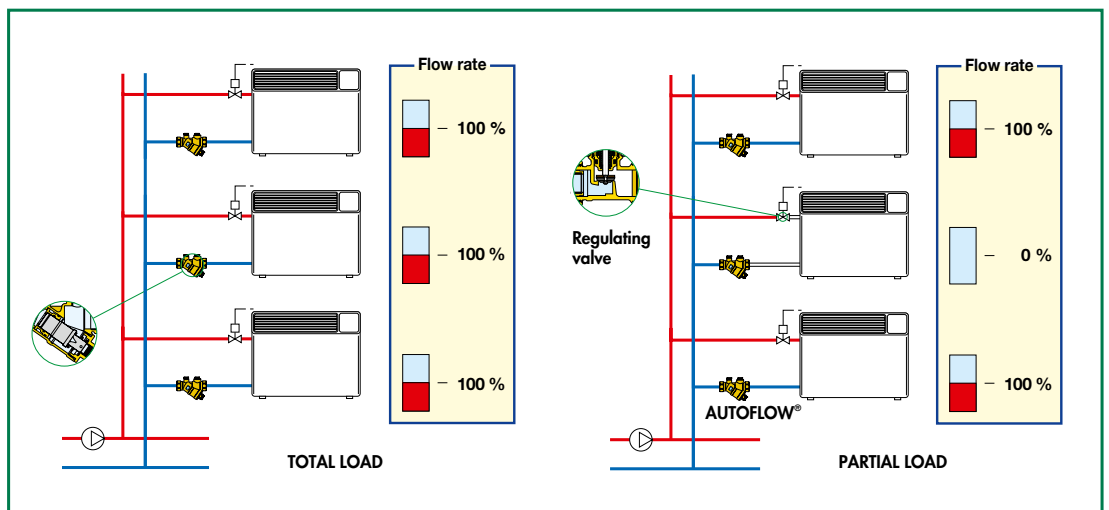 Flow rate
100 %
100 %
100 %
TOTAL LOAD
Flow rate
100 %
Regulating
valve
0 %
100 %
AUTOFLOW®
PARTIAL LOAD